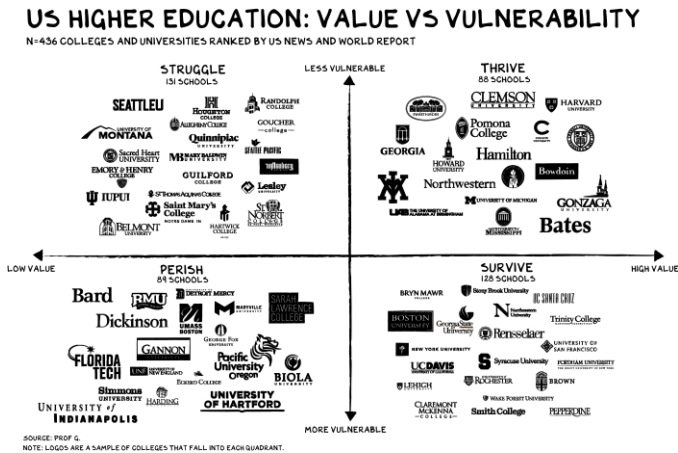 US HIGHER EDUCATION: VALUE VS VULNERABILITY
N=436 COLLEGES AND UNIVERSITIES RANKED BY US NEWS AND WORLD REPORT
STRUGGLE
131 SCHOOLS
LESS VULNERABLE
THRIVE
88 SCHOOLS
SEATTLEU
HOUGHTON
COLLEGE
RANDOLPH
COLLEGE
UNIVERSITY OF
MONTANA
ALLEGHENY COLLEGE
GOUCHER
college
Quinnipiac
UNIVERSITY
SEATTLE PACIFIC
Sacred Heart
UNIVERSITY
MARY BALDWIN
UNIVERSITY
muhlenberg
EMORY & HENRY
COLLEGE
GUILFORD
COLLEGE
IUPUI
ST. THOMAS AQUINAS COLLEGE
Lesley
UNIVERSITY
Saint Mary's
College
NOTRE DAME, IN
BELMONT
UNIVERSITY
HARTWICK
COLLEGE
ST.
NORBERT
COLLEGE
CLEMSON
UNIVERSITY
HARVARD
UNIVERSITY
Pomona
College
GEORGIA
HOWARD
UNIVERSITY
Hamilton
Bowdoin
Northwestern
UNIVERSITY OF MICHIGAN
GONZAGA
UNIVERSITY
UAB THE UNIVERSITY OF
ALABAMA AT BIRMINGHAM
MISSISSIPPI
Bates
LOW VALUE
HIGH VALUE
PERISH
89 SCHOOLS
SURVIVE
128 SCHOOLS
Bard
RMU
DETROIT MERCY
Dickinson
UMASS
BOSTON
MARYVILLE
UNIVERSITY
SARAH
LAWRENCE
COLLEGE
GEORGE FOX
UNIVERSITY
GANNON
UNIVERSITY
FLORIDA
TECH
UNE UNIVERSITY OF
NEW ENGLAND
Pacific
University
Oregon
ECKERD COLLEGE
BIOLA
UNIVERSITY
Simmons
UNIVERSITY
HARDING
UNIVERSITY OF
HARTFORD
UNIVERSITY of
INDIANAPOLIS
BRYN MAWR
COLLEGE
Stony Brook University
UC SANTA CRUZ
BOSTON
UNIVERSITY
Georgia State
University
Northeastern
University
Trinity College
Rensselaer
NEW YORK UNIVERSITY
UNIVERSITY OF
SAN FRANCISCO
UCDAVIS
UNIVERSITY OF CALIFORNIA
Syracuse University
FORDHAM UNIVERSITY
LEHIGH
UNIVERSITY
ROCHESTER
BROWN
WAKE FOREST UNIVERSITY
CLAREMONT
MCKENNA
COLLEGE
Smith College
PEPPERDINE
MORE VULNERABLE
SOURCE: PROF G.
NOTE: LOGOS ARE A SAMPLE OF COLLEGES THAT FALL INTO EACH QUADRANT.